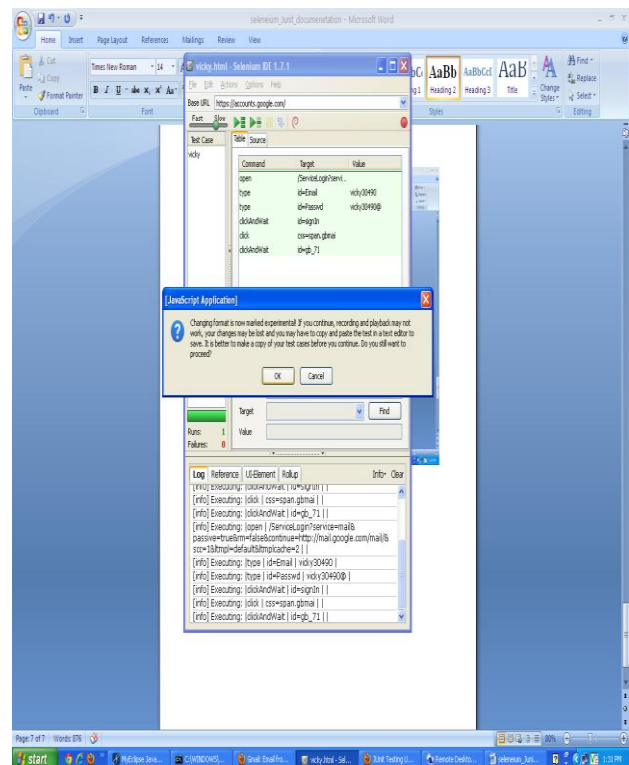 seleneium_Junit_documenetation - Microsoft Word
Home Insert Page Layout References Mailings Review View
Cut
Copy
Format Painter
Paste
Clipboard
Times New Roman 14
Font
AaBb AaBbCcI AaB
Heading 2 Heading 3 Title
Change Styles
Styles
Find
Replace
Select
Editing
vicky.html - Selenium IDE 1.7.1
File Edit Actions Options Help
Base URL https://accounts.google.com/
Fast Slow
Test Case
vicky
Table Source
Command Target Value
open /ServiceLogin?servi...
type id=Email vicky30490
type id=Passwd vicky30490@
clickAndWait id=signIn
click css=span.gbmai
clickAndWait id=gb_71
[JavaScript Application]
Changing format is now marked experimental! If you continue, recording and playback may not
work, your changes may be lost and you may have to copy and paste the test in a text editor to
save. It is better to make a copy of your test cases before you continue. Do you still want to
proceed?
OK Cancel
Target Find
Value
Runs: 1
Failures: 0
Log Reference UI-Element Rollup Info Clear
[info] Executing: |clickAndWait | id=signIn | |
[info] Executing: |click | css=span.gbmai | |
[info] Executing: |clickAndWait | id=gb_71 | |
[info] Executing: |open | /ServiceLogin?service=mail&
passive=true&rm=false&continue=http://mail.google.com/mail/&
scc=1&ltmpl=default&ltmplcache=2 | |
[info] Executing: |type | id=Email | vicky30490 |
[info] Executing: |type | id=Passwd | vicky30490@ |
[info] Executing: |clickAndWait | id=signIn | |
[info] Executing: |click | css=span.gbmai | |
[info] Executing: |clickAndWait | id=gb_71 | |
Page: 7 of 7 Words: 876
80%
start
MyEclipse Java...
C:\WINDOWS\...
Gmail: Email fro...
vicky.html - Sel...
JUnit Testing U...
Remote Deskto...
seleneium_Juni...
1:31 PM